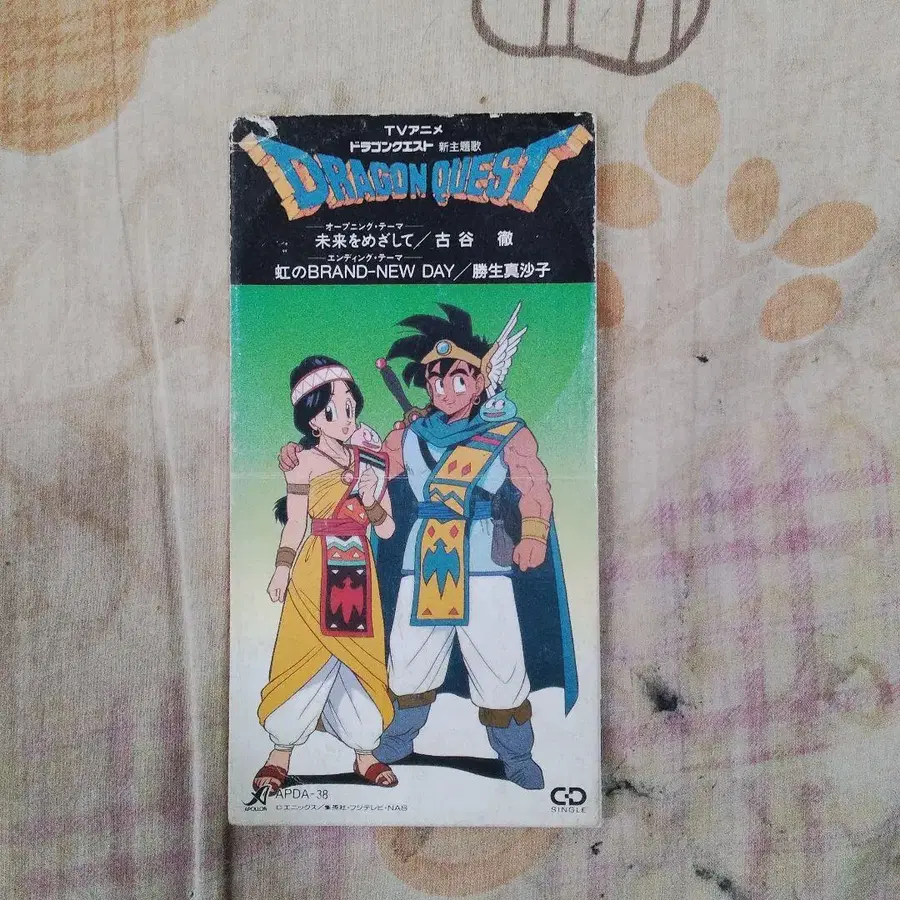 TVアニメ
ドラゴンクエスト 新主題歌
DRAGON QUEST
オープニング・テーマ
未来をめざして/古谷 徹
エンディング・テーマ
虹のBRAND-NEW DAY/勝生真沙子
APOLLON
APDA-38
©エニックス/集英社・フジテレビ・NAS
CD
SINGLE